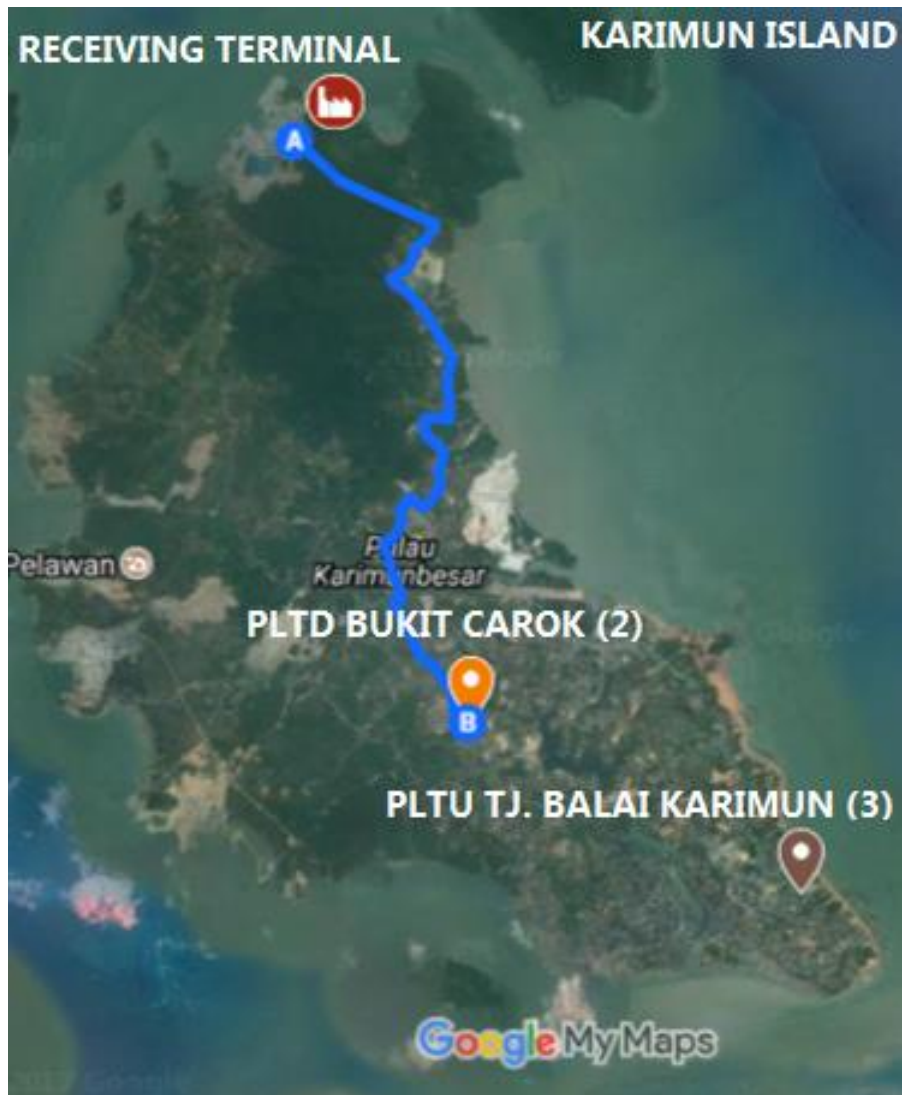 RECEIVING TERMINAL
KARIMUN ISLAND
A
Pulau
Karimunbesar
Pelawan
PLTD BUKIT CAROK (2)
B
PLTU TJ. BALAI KARIMUN (3)
Google My Maps